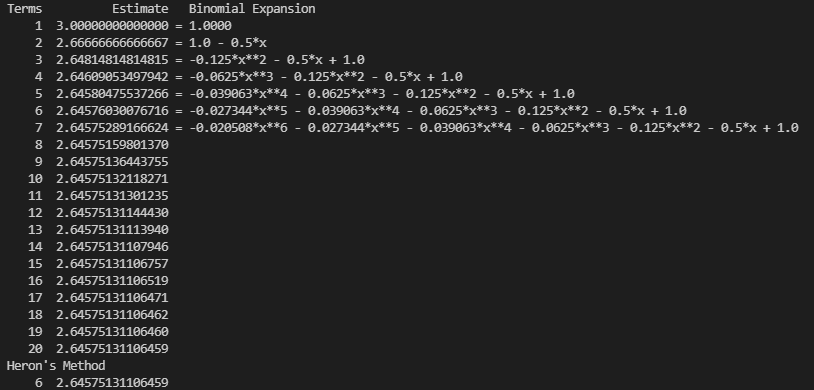 Terms Estimate Binomial Expansion
1 3.00000000000000 = 1.0000
2 2.66666666666667 = 1.0 - 0.5*x
3 2.64814814814815 = -0.125*x**2 - 0.5*x + 1.0
4 2.64609053497942 = -0.0625*x**3 - 0.125*x**2 - 0.5*x + 1.0
5 2.64580475537266 = -0.039063*x**4 - 0.0625*x**3 - 0.125*x**2 - 0.5*x + 1.0
6 2.64576030076716 = -0.027344*x**5 - 0.039063*x**4 - 0.0625*x**3 - 0.125*x**2 - 0.5*x + 1.0
7 2.64575289166624 = -0.020508*x**6 - 0.027344*x**5 - 0.039063*x**4 - 0.0625*x**3 - 0.125*x**2 - 0.5*x + 1.0
8 2.64575159801370
9 2.64575136443755
10 2.64575132118271
11 2.64575131301235
12 2.64575131144430
13 2.64575131113940
14 2.64575131107946
15 2.64575131106757
16 2.64575131106519
17 2.64575131106471
18 2.64575131106462
19 2.64575131106460
20 2.64575131106459
Heron's Method
6 2.64575131106459